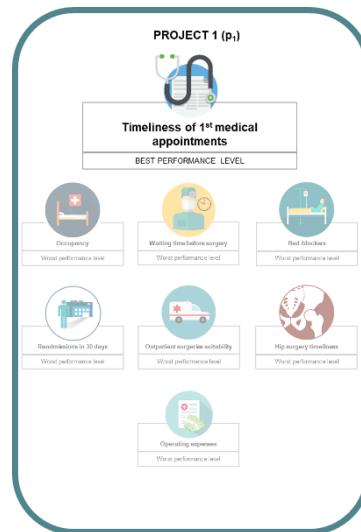 PROJECT 1 (p₁)
Timeliness of 1ˢᵗ medical
appointments
BEST PERFORMANCE LEVEL
Occupancy
Waiting time before surgery
Bed-blockers
Worst performance level
Worst performance level
Worst performance level
Readmissions in 30 days
Outpatient surgeries suitability
Hip surgery timeliness
Worst performance level
Worst performance level
Worst performance level
Operating expenses
Worst performance level